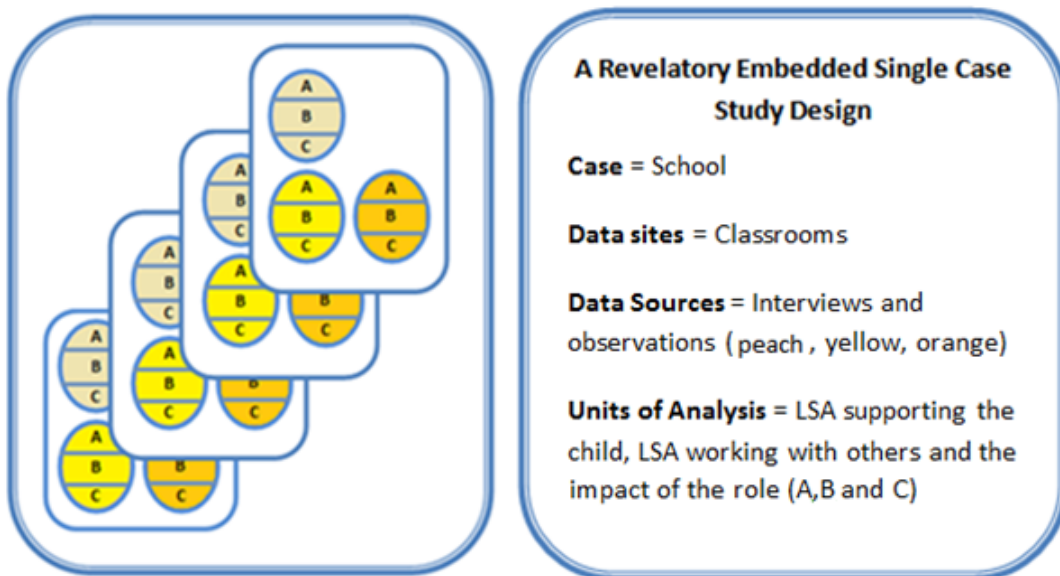 A
B
C
A
B
C
A
B
C
A
B
C
A
B
C
B
C
A
B
C
A
B
C
B
C
A
B
C
A
B
C
B
C
A Revelatory Embedded Single Case
Study Design
Case = School
Data sites = Classrooms
Data Sources = Interviews and
observations ( peach , yellow, orange)
Units of Analysis = LSA supporting the
child, LSA working with others and the
impact of the role (A,B and C)